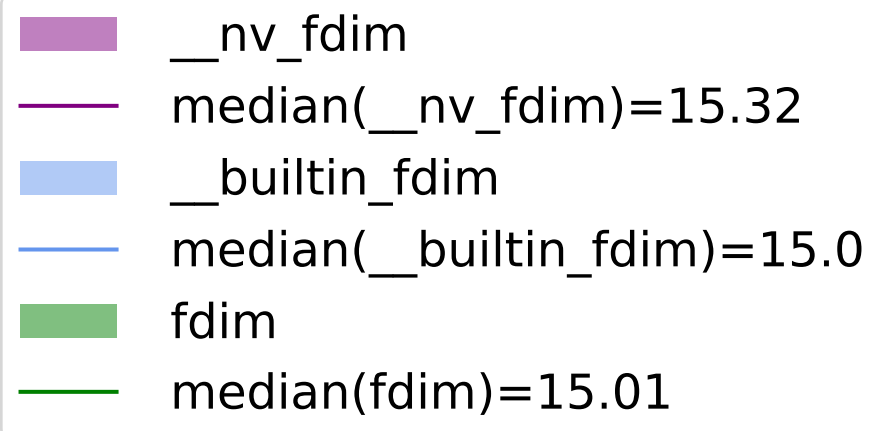 __nv_fdim
median(__nv_fdim)=15.32
__builtin_fdim
median(__builtin_fdim)=15.0
fdim
median(fdim)=15.01